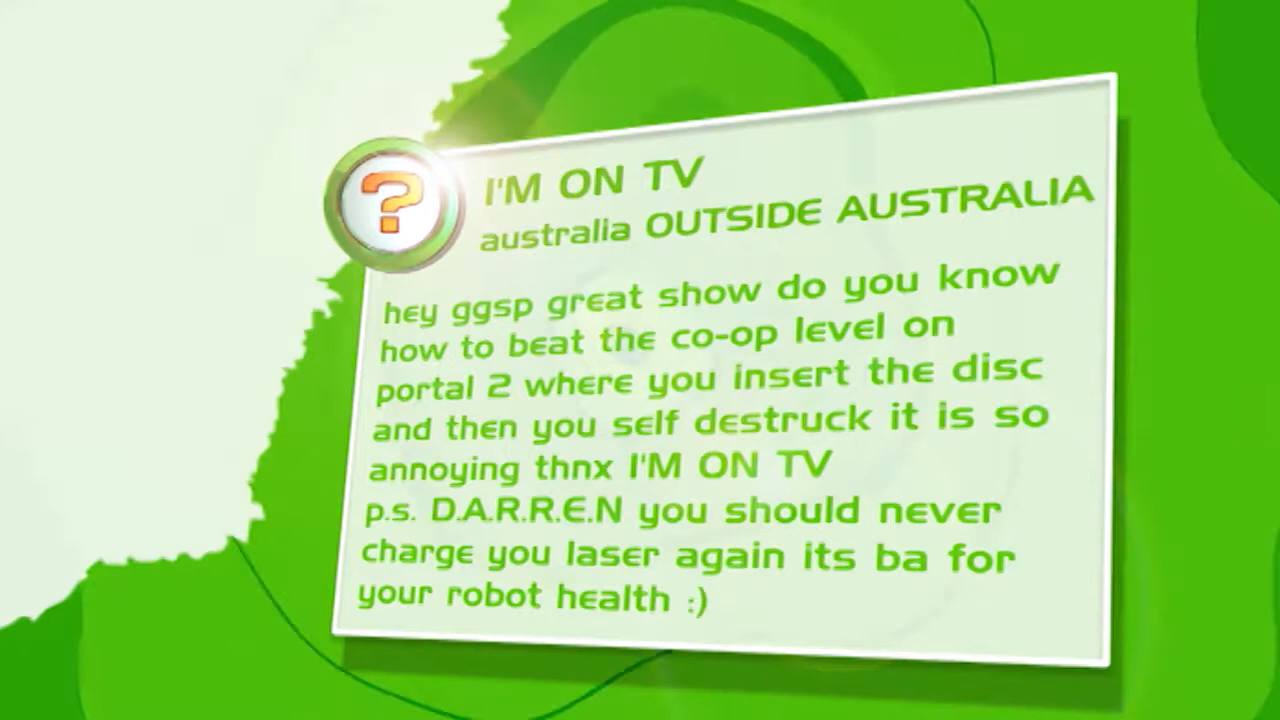 ?
I'M ON TV
australia OUTSIDE AUSTRALIA
hey ggsp great show do you know
how to beat the co-op level on
portal 2 where you insert the disc
and then you self destruck it is so
annoying thnx I'M ON TV
p.s. D.A.R.R.E.N you should never
charge you laser again its ba for
your robot health :)